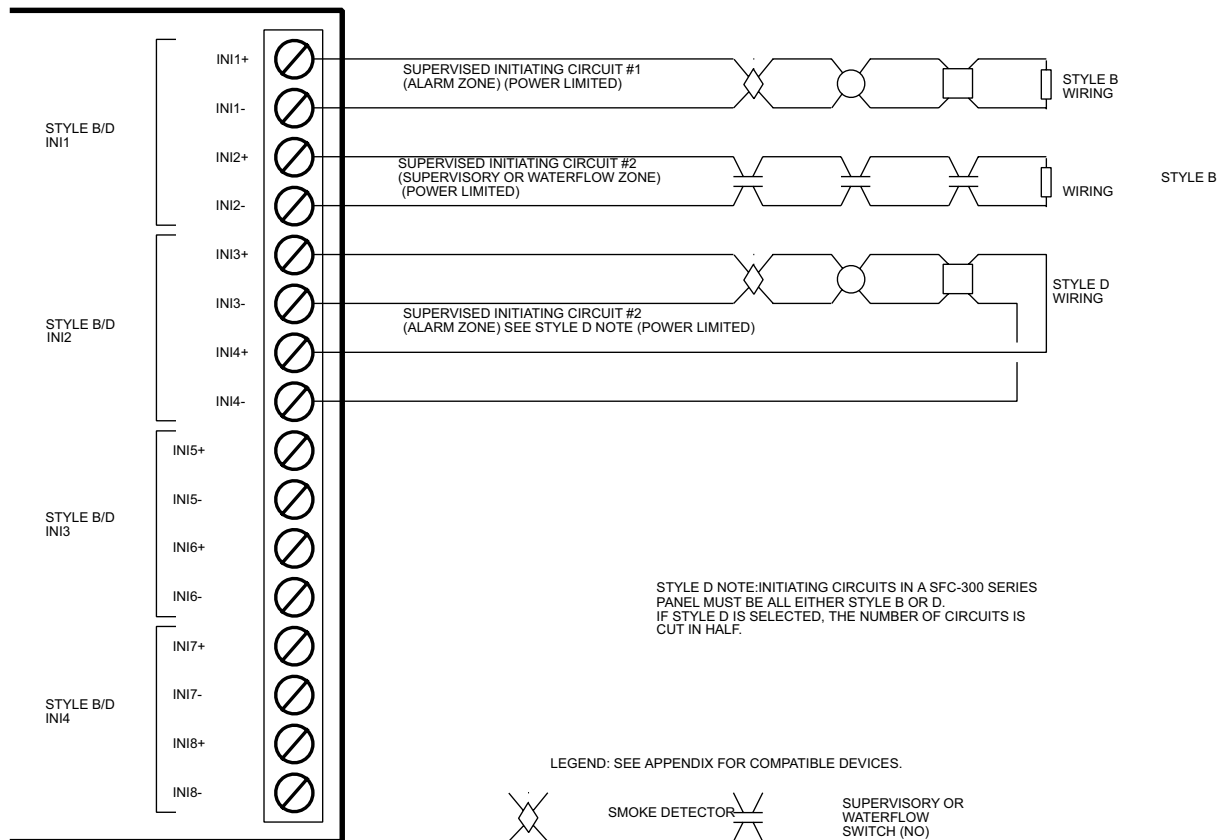 INI1+
SUPERVISED INITIATING CIRCUIT #1
(ALARM ZONE) (POWER LIMITED)
STYLE B
WIRING
INI1-
STYLE B/D
INI1
INI2+
SUPERVISED INITIATING CIRCUIT #2
(SUPERVISORY OR WATERFLOW ZONE)
(POWER LIMITED)
WIRING
STYLE B
INI2-
INI3+
STYLE D
WIRING
INI3-
SUPERVISED INITIATING CIRCUIT #2
(ALARM ZONE) SEE STYLE D NOTE (POWER LIMITED)
STYLE B/D
INI2
INI4+
INI4-
INI5+
INI5-
STYLE B/D
INI3
INI6+
INI6-
STYLE D NOTE:INITIATING CIRCUITS IN A SFC-300 SERIES
PANEL MUST BE ALL EITHER STYLE B OR D.
IF STYLE D IS SELECTED, THE NUMBER OF CIRCUITS IS
CUT IN HALF.
INI7+
INI7-
STYLE B/D
INI4
INI8+
INI8-
LEGEND: SEE APPENDIX FOR COMPATIBLE DEVICES.
SMOKE DETECTOR
SUPERVISORY OR
WATERFLOW
SWITCH (NO)